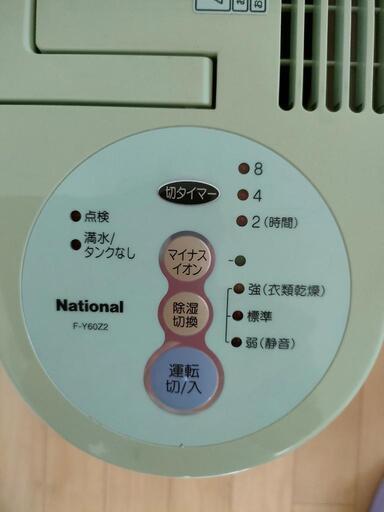 切タイマー
8
4
2(時間)
点検
満水/
タンクなし
マイナス
イオン
National
F-Y60Z2
除湿
切換
強(衣類乾燥)
標準
弱(静音)
運転
切/入